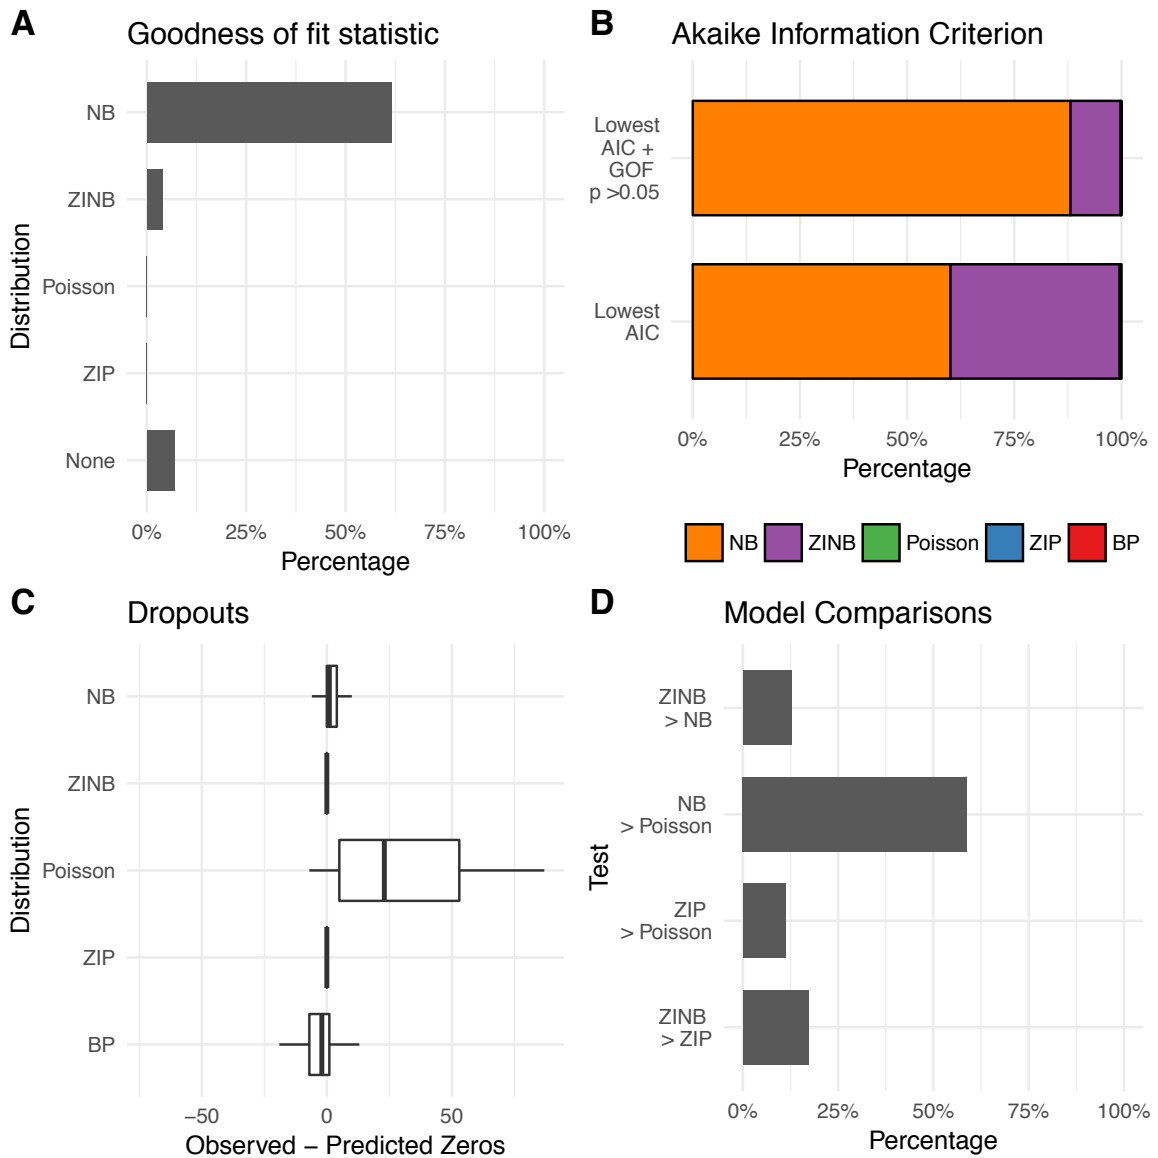 A
Goodness of fit statistic
Distribution
NB
ZINB
Poisson
ZIP
None
0%
25%
50%
75%
100%
Percentage
B
Akaike Information Criterion
Lowest
AIC +
GOF
p >0.05
Lowest
AIC
0%
25%
50%
75%
100%
Percentage
NB
ZINB
Poisson
ZIP
BP
C
Dropouts
Distribution
NB
ZINB
Poisson
ZIP
BP
−50
0
50
Observed − Predicted Zeros
D
Model Comparisons
Test
ZINB
> NB
NB
> Poisson
ZIP
> Poisson
ZINB
> ZIP
0%
25%
50%
75%
100%
Percentage